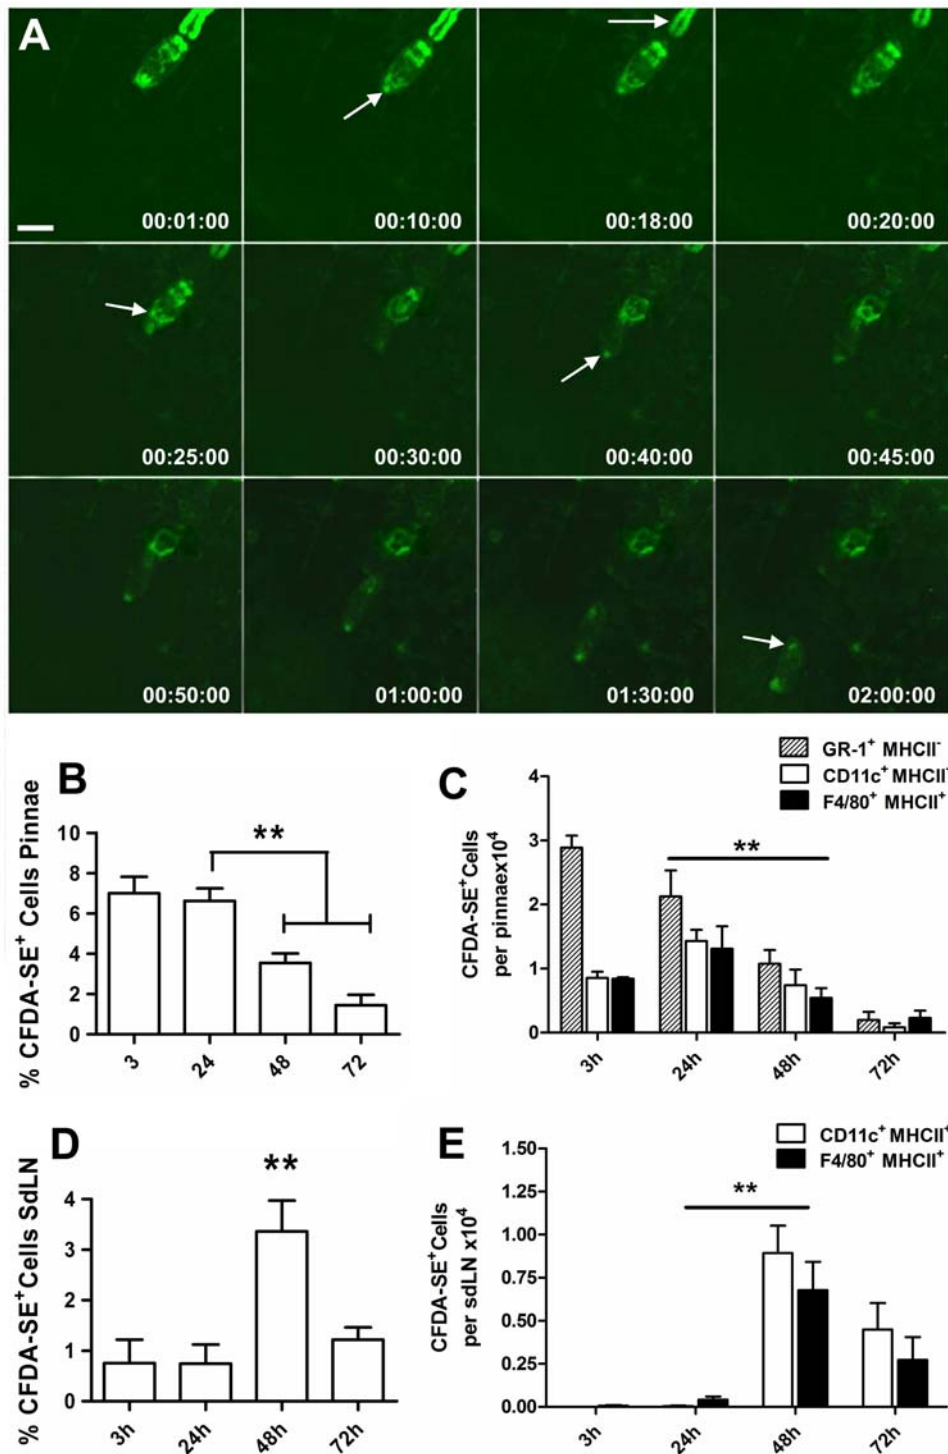 A
00:01:00
00:10:00
00:18:00
00:20:00
00:25:00
00:30:00
00:40:00
00:45:00
00:50:00
01:00:00
01:30:00
02:00:00
B
% CFDA-SE⁺ Cells Pinnae
10
8
6
4
2
0
**
3
24
48
72
C
GR-1⁺ MHCII⁻
CD11c⁺ MHCII⁻
F4/80⁺ MHCII⁺
CFDA-SE⁺Cells
per pinnaex10⁴
4
3
2
1
0
**
3h
24h
48h
72h
D
% CFDA-SE⁺Cells SdLN
4
3
2
1
0
**
3h
24h
48h
72h
E
CD11c⁺ MHCII⁺
F4/80⁺ MHCII⁺
CFDA-SE⁺Cells
per sdLN x10⁴
1.50
1.25
1.00
0.75
0.50
0.25
0.00
**
3h
24h
48h
72h